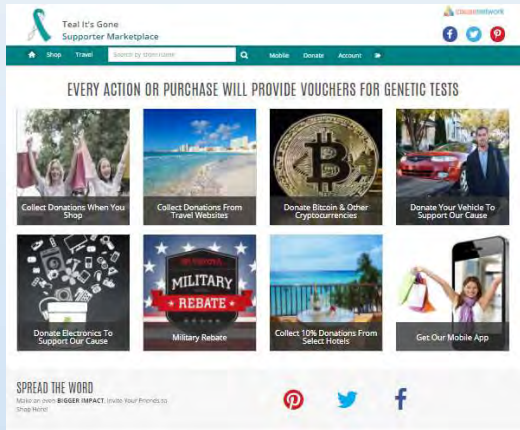 Teal It's Gone
causenetwork
Supporter Marketplace
Shop Travel Search by store name Mobile Donate Account
EVERY ACTION OR PURCHASE WILL PROVIDE VOUCHERS FOR GENETIC TESTS
Collect Donations When You
Shop
Collect Donations From
Travel Websites
Donate Bitcoin & Other
Cryptocurrencies
Donate Your Vehicle To
Support Our Cause
Donate Electronics To
Support Our Cause
MILITARY
REBATE
Military Rebate
Collect 10% Donations From
Select Hotels
Get Our Mobile App
SPREAD THE WORD
Make an even BIGGER IMPACT. Invite Your Friends to
Shop Here!